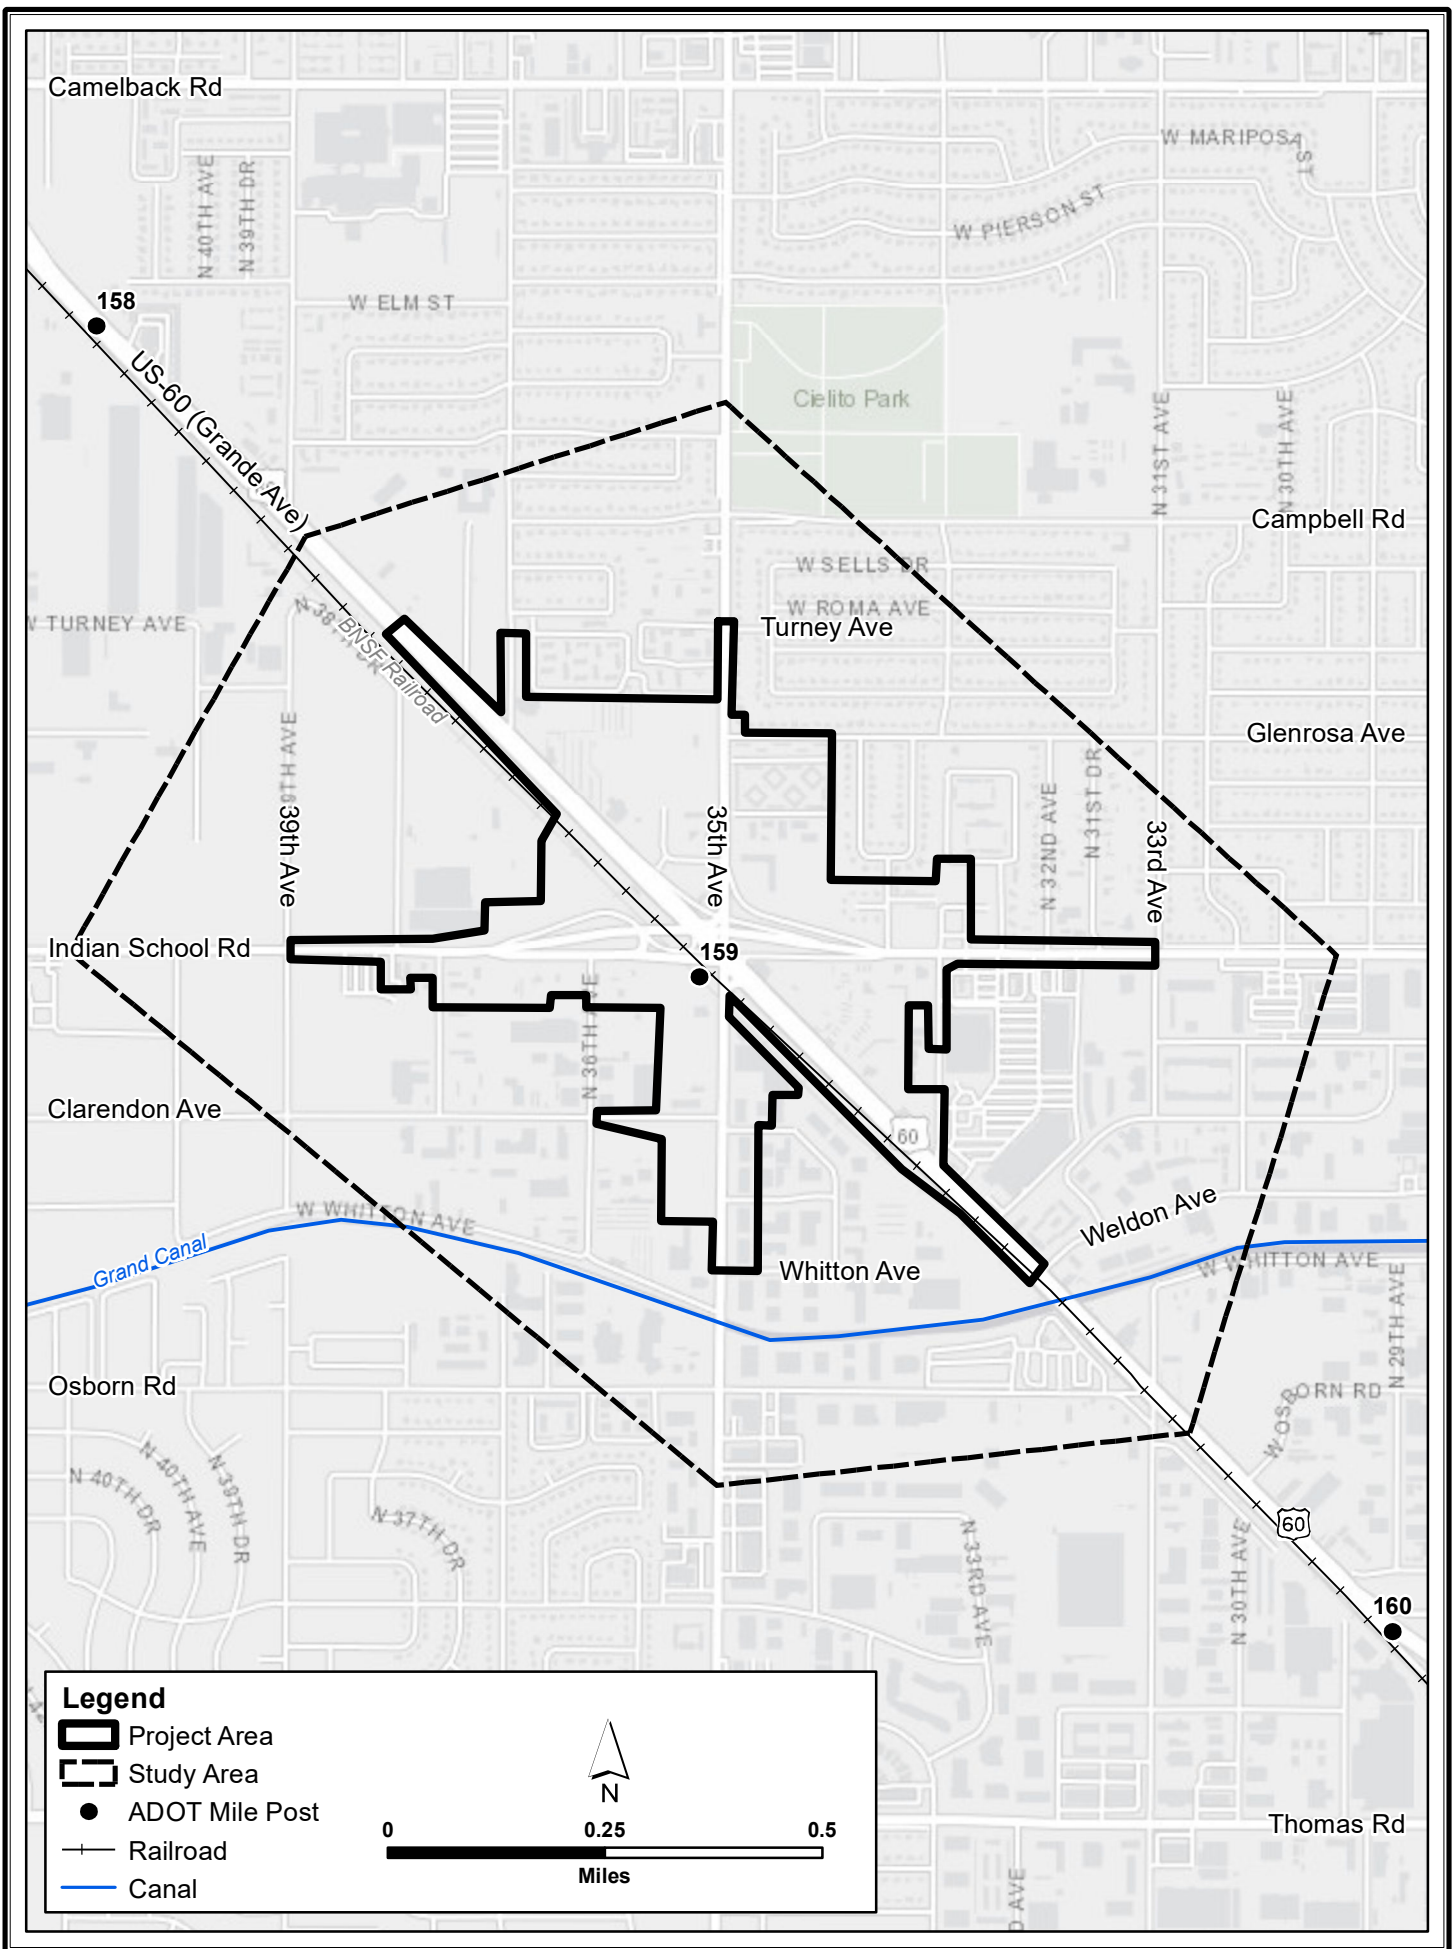 Camelback Rd
W MARIPOSA ST
N 40TH AVE
N 39TH DR
W PIERSON ST
158
W ELM ST
US-60 (Grande Ave)
Cielito Park
N 31ST AVE
N 30TH AVE
Campbell Rd
W SELLS DR
W ROMA AVE
Turney Ave
W TURNEY AVE
N 38TH DR
BNSF Railroad
Glenrosa Ave
39TH AVE
39th Ave
35th Ave
N 32ND AVE
N 31ST DR
33rd Ave
Indian School Rd
159
N 36TH AVE
Clarendon Ave
60
W WHITTON AVE
Weldon Ave
Grand Canal
Whitton Ave
W WHITTON AVE
N 29TH AVE
Osborn Rd
W OSBORN RD
N 40TH DR
N 40TH AVE
N 39TH DR
N 37TH DR
N 33RD AVE
60
N 30TH AVE
160
Legend
Project Area
Study Area
ADOT Mile Post
Railroad
Canal
N
0 0.25 0.5
Miles
Thomas Rd
D AVE